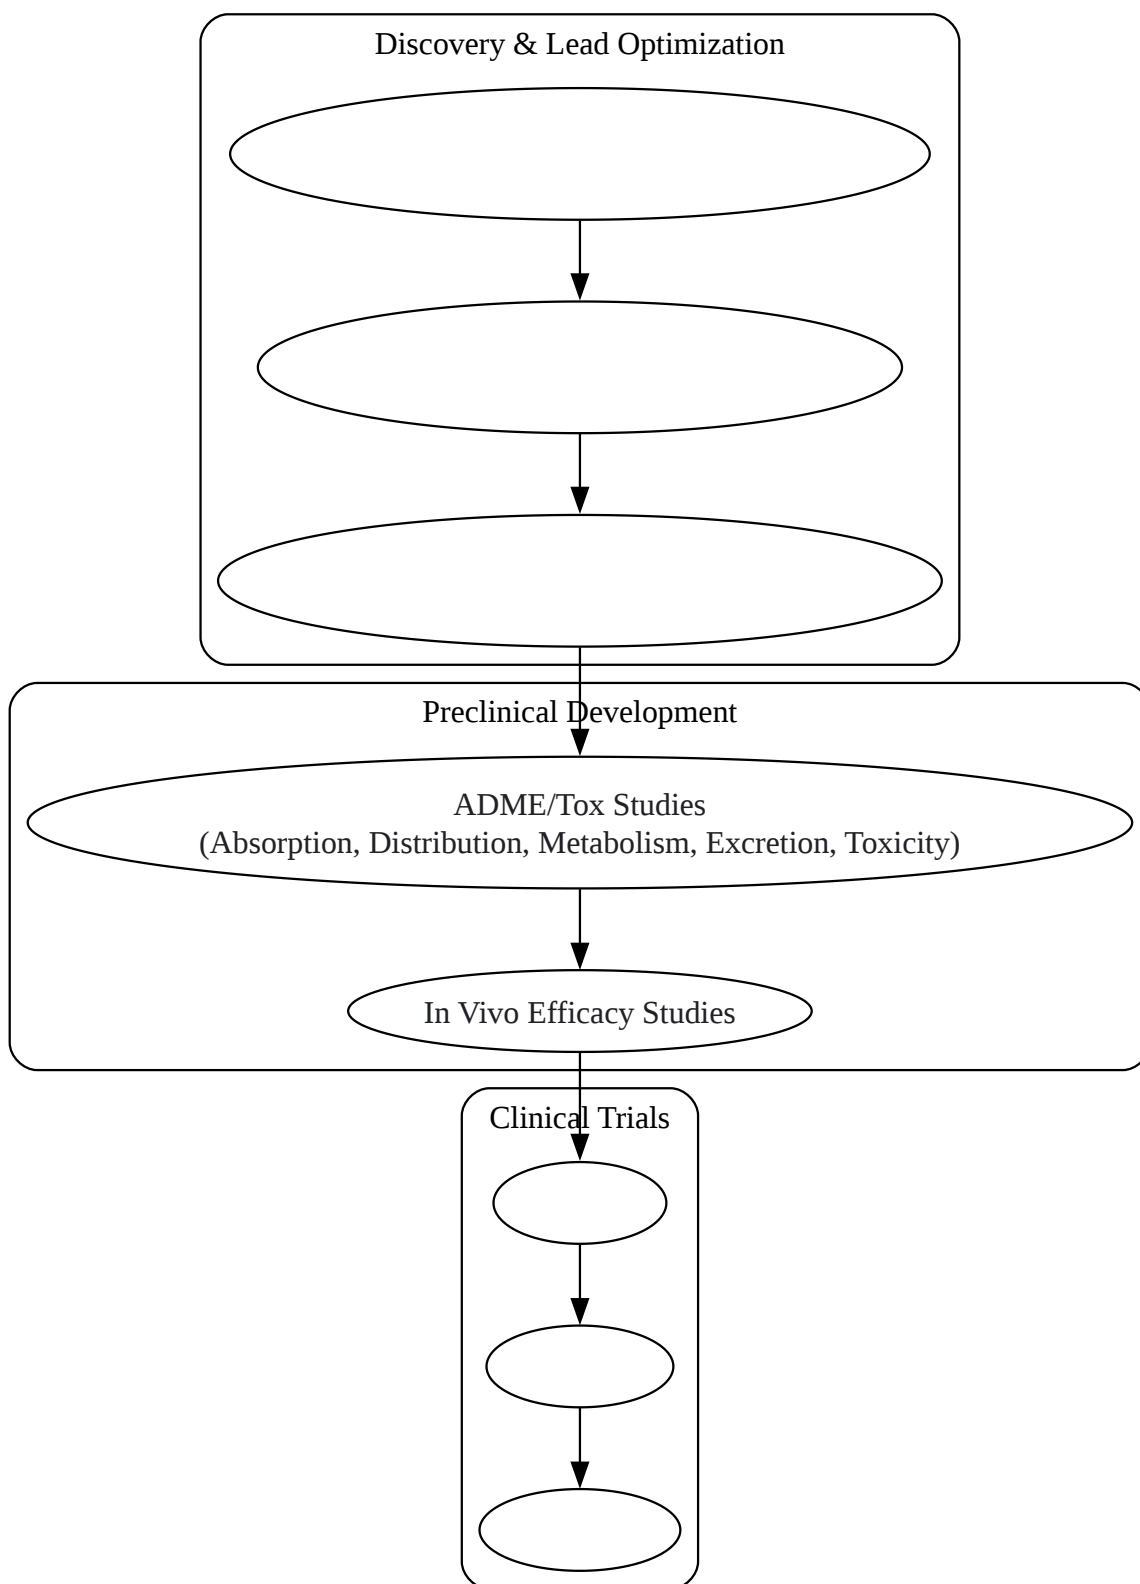 Discovery & Lead Optimization
Preclinical Development
ADME/Tox Studies
(Absorption, Distribution, Metabolism, Excretion, Toxicity)
In Vivo Efficacy Studies
Clinical Trials